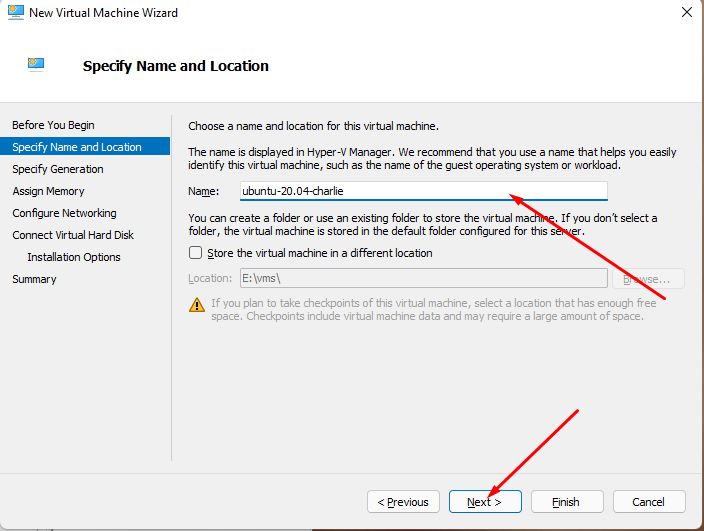 New Virtual Machine Wizard
Specify Name and Location
Before You Begin
Specify Name and Location
Specify Generation
Assign Memory
Configure Networking
Connect Virtual Hard Disk
Installation Options
Summary
Choose a name and location for this virtual machine.
The name is displayed in Hyper-V Manager. We recommend that you use a name that helps you easily
identify this virtual machine, such as the name of the guest operating system or workload.
Name: ubuntu-20.04-charlie
You can create a folder or use an existing folder to store the virtual machine. If you don't select a
folder, the virtual machine is stored in the default folder configured for this server.
Store the virtual machine in a different location
Location: E:\vms\ Browse...
If you plan to take checkpoints of this virtual machine, select a location that has enough free
space. Checkpoints include virtual machine data and may require a large amount of space.
< Previous Next > Finish Cancel